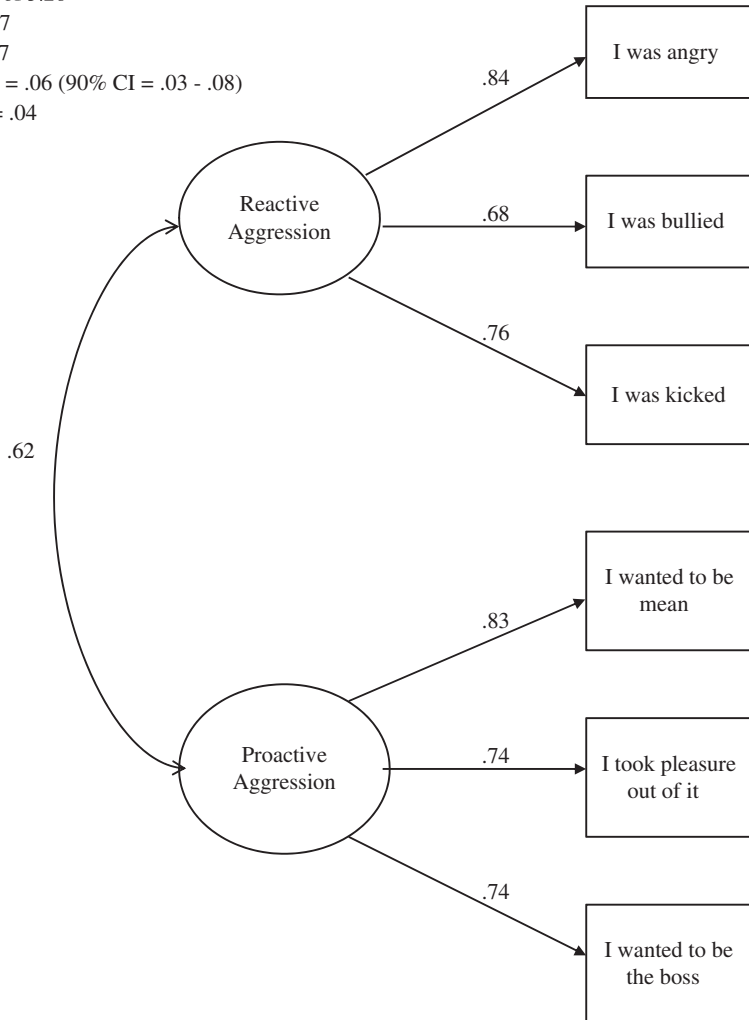 7
7
= .06 (90% CI = .03 - .08)
= .04
.84
I was angry
Reactive
Aggression
.68
I was bullied
.76
I was kicked
.62
I wanted to be
mean
.83
Proactive
Aggression
.74
I took pleasure
out of it
.74
I wanted to be
the boss